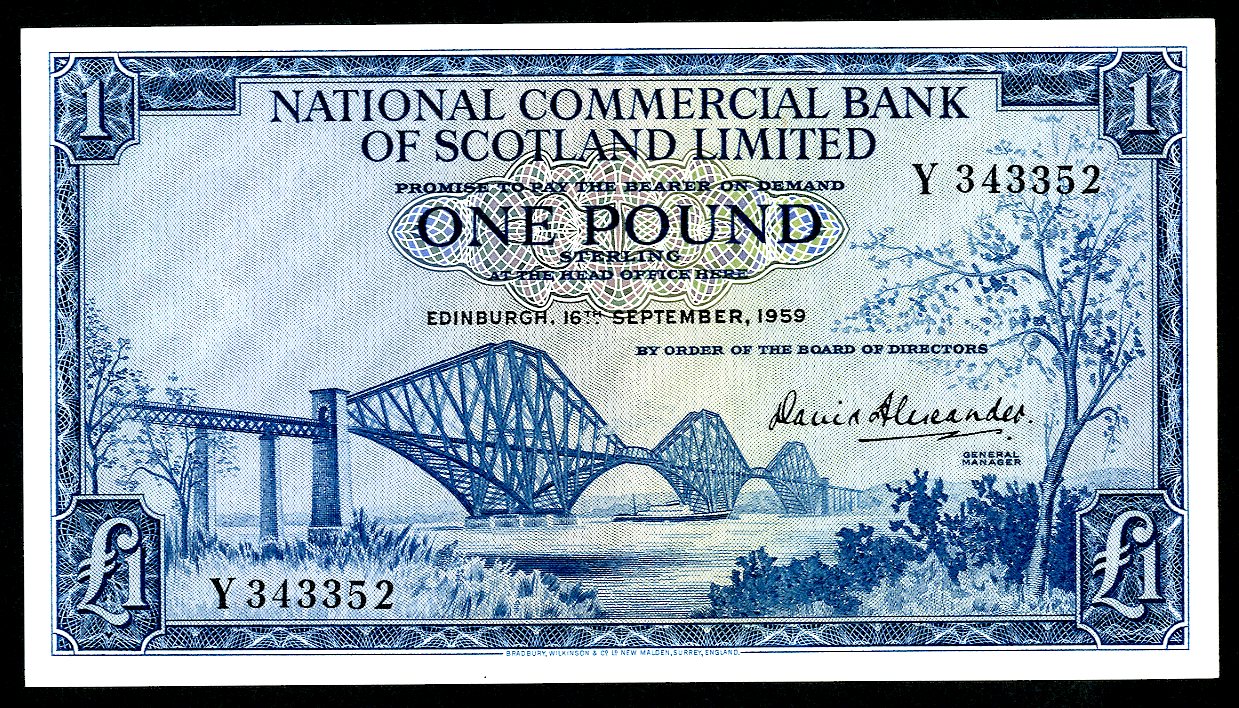 1
1
NATIONAL COMMERCIAL BANK
OF SCOTLAND LIMITED
Y 343352
PROMISE TO PAY THE BEARER ON DEMAND
ONE POUND
STERLING
AT THE HEAD OFFICE HERE
EDINBURGH, 16TH SEPTEMBER, 1959
BY ORDER OF THE BOARD OF DIRECTORS
David Alexander.
GENERAL
MANAGER
£1
£1
Y 343352
BRADBURY, WILKINSON & Co Ld NEW MALDEN, SURREY, ENGLAND.